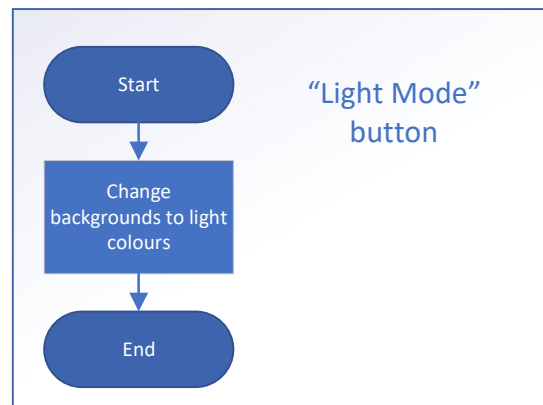 Start
“Light Mode”
button
Change
backgrounds to light
colours
End